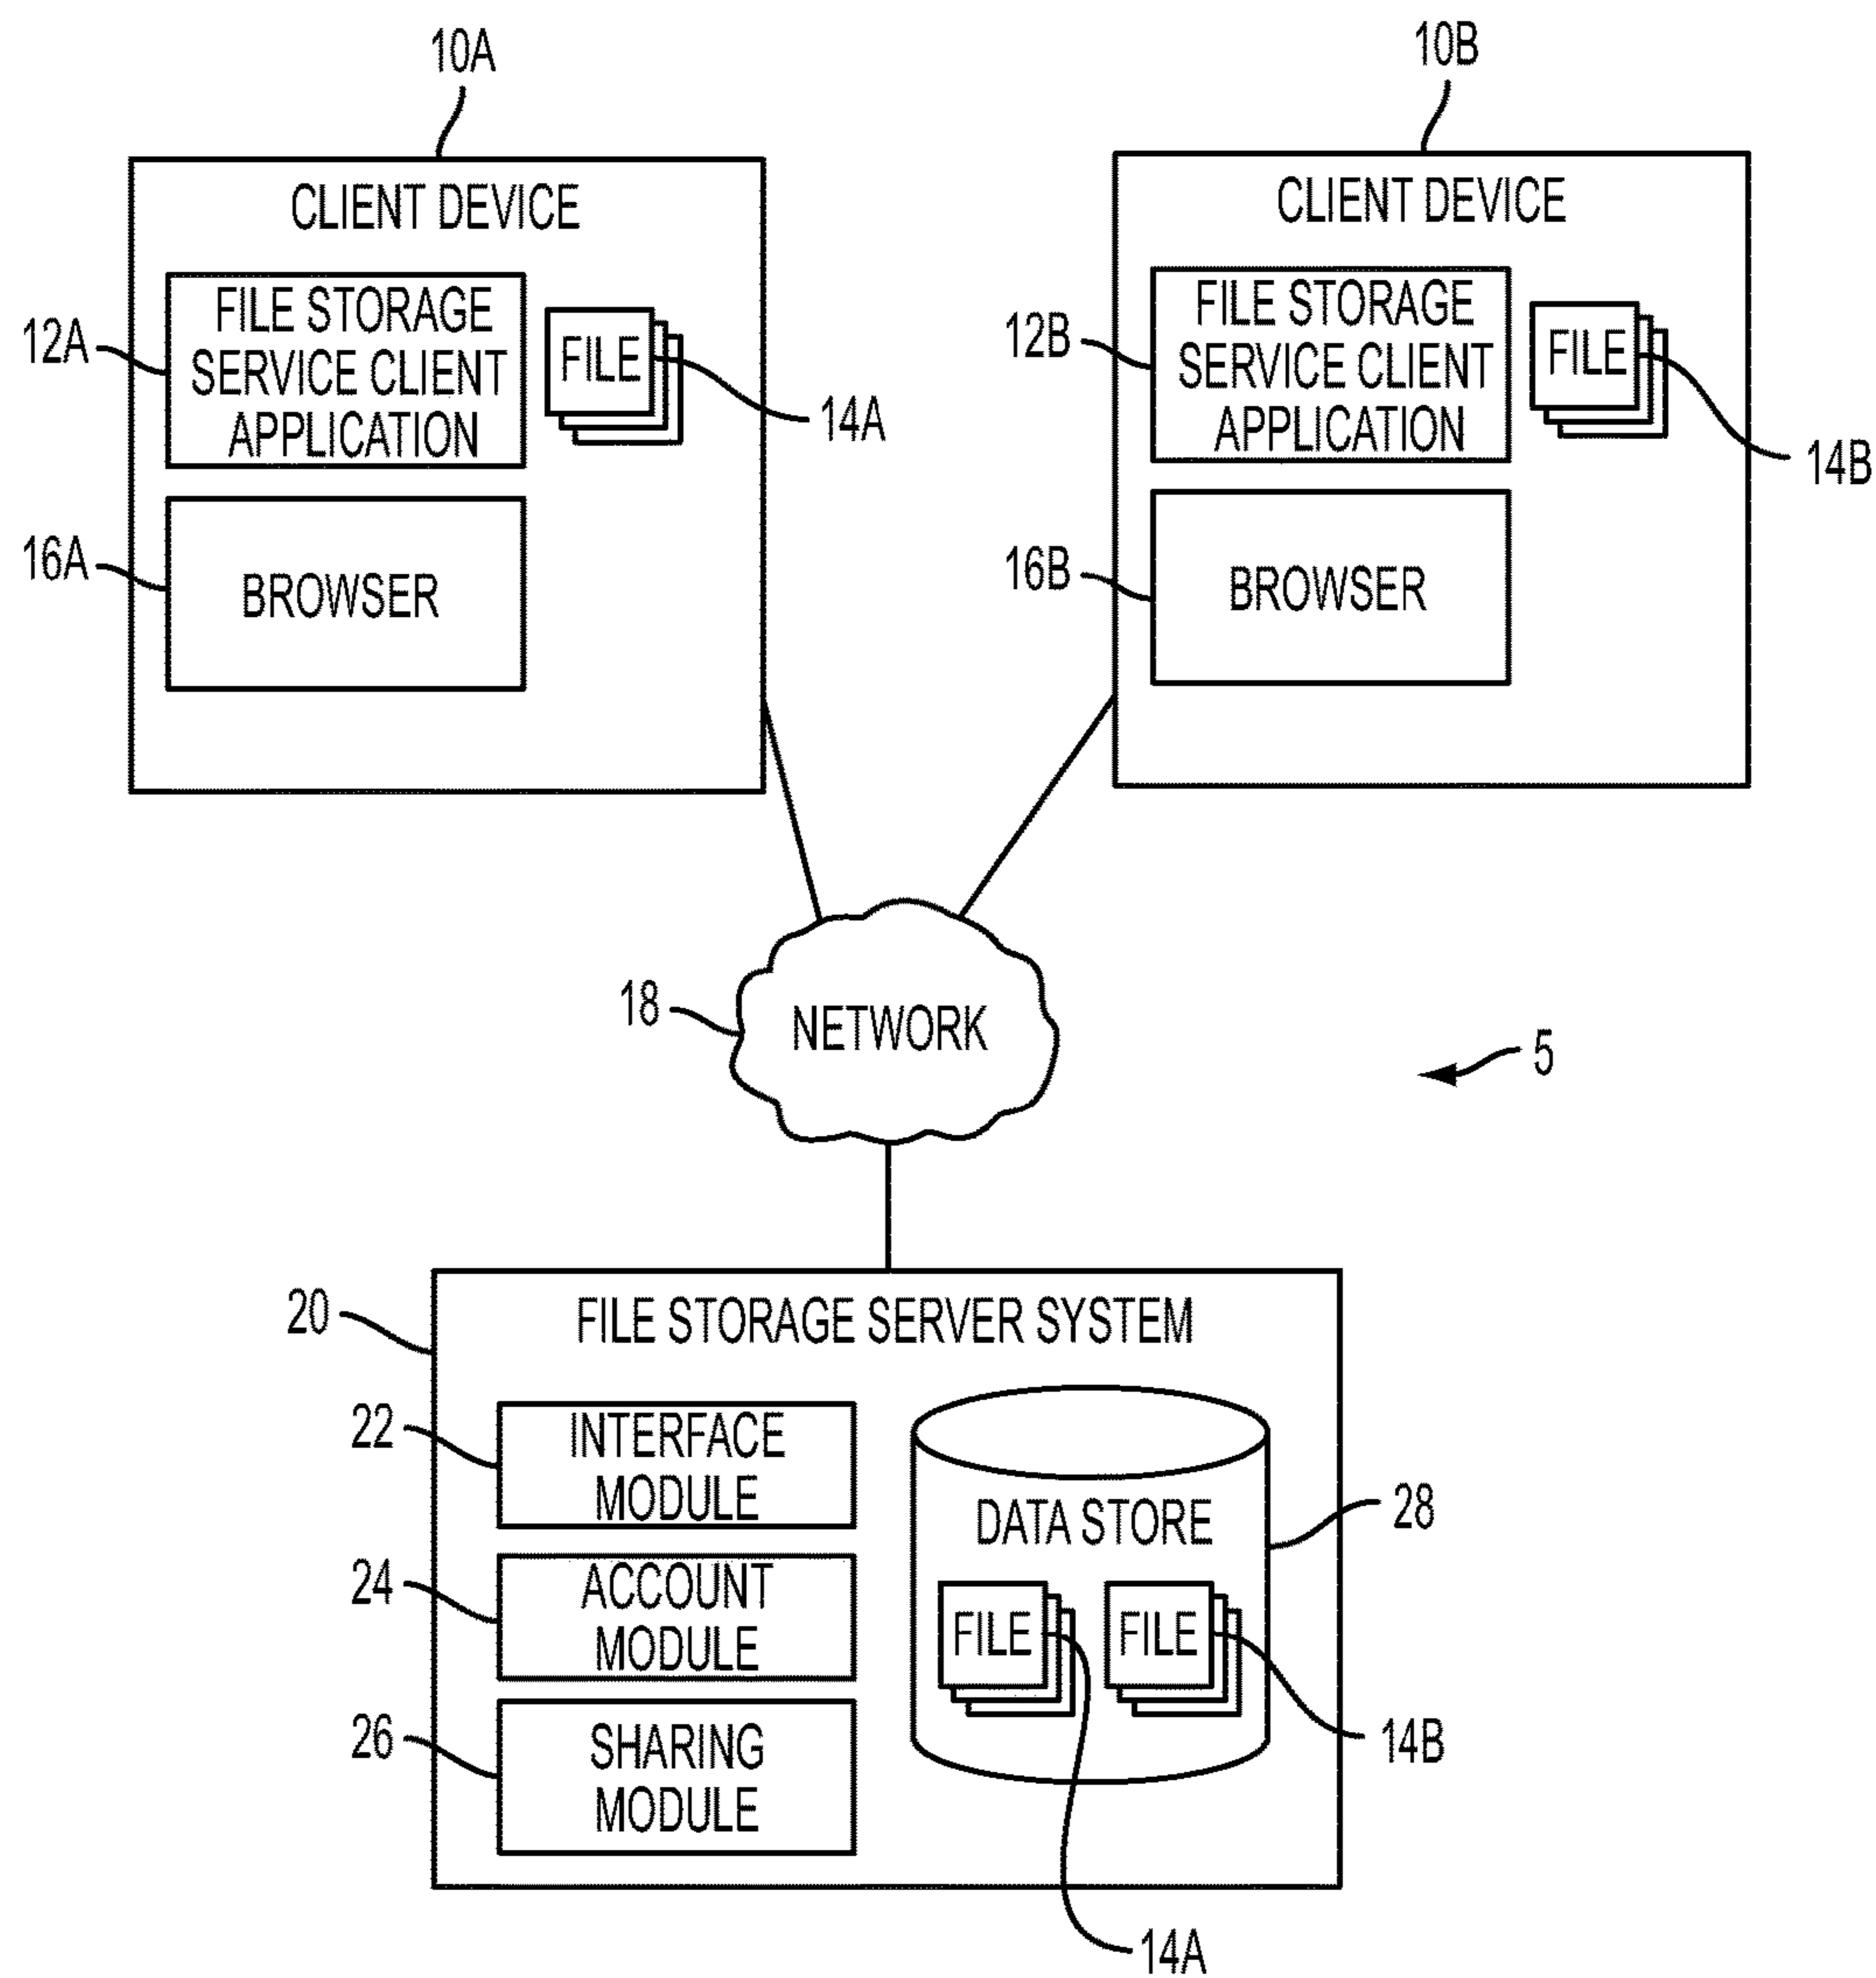 10A
CLIENT DEVICE
12A
FILE STORAGE
SERVICE CLIENT
APPLICATION
FILE
14A
16A
BROWSER
10B
CLIENT DEVICE
12B
FILE STORAGE
SERVICE CLIENT
APPLICATION
FILE
14B
16B
BROWSER
18
NETWORK
5
20
FILE STORAGE SERVER SYSTEM
22
INTERFACE
MODULE
24
ACCOUNT
MODULE
26
SHARING
MODULE
DATA STORE
28
FILE
FILE
14B
14A